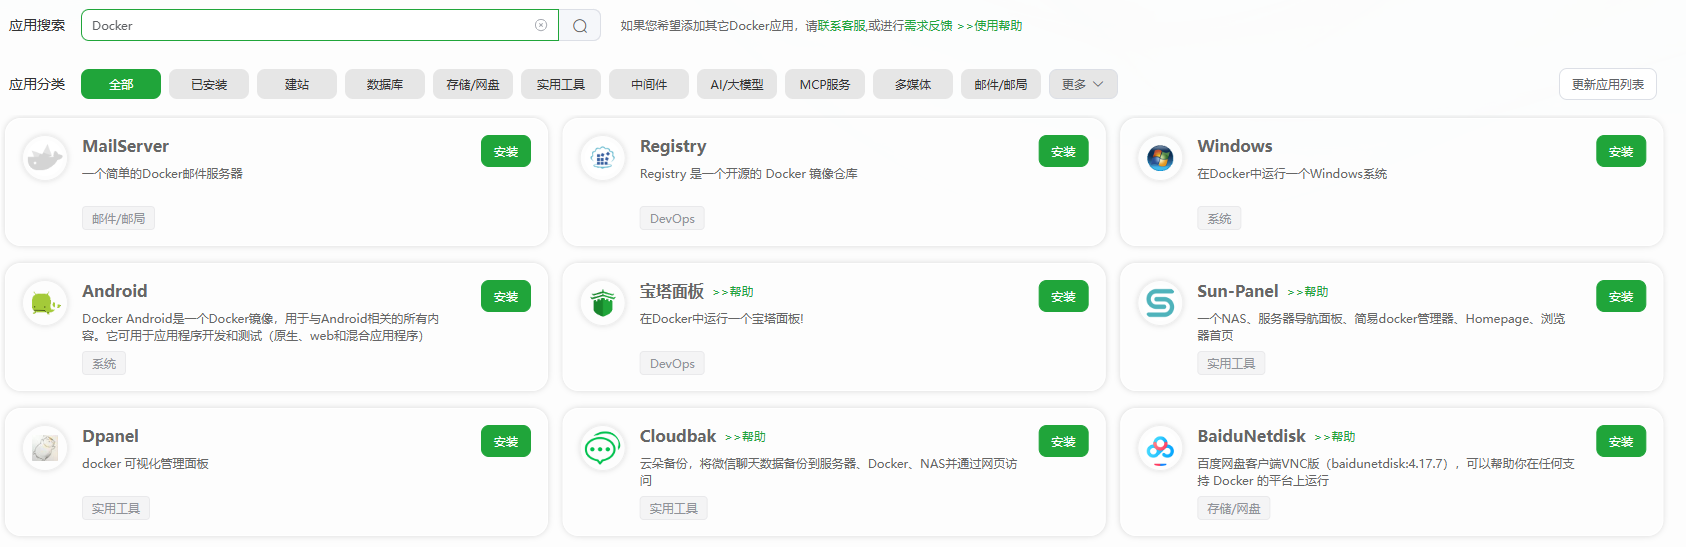 应用搜索 Docker 如果您希望添加其它Docker应用，请联系客服,或进行需求反馈 >>使用帮助
应用分类 全部 已安装 建站 数据库 存储/网盘 实用工具 中间件 AI/大模型 MCP服务 多媒体 邮件/邮局 更多 更新应用列表
MailServer 安装
一个简单的Docker邮件服务器
邮件/邮局
Registry 安装
Registry 是一个开源的 Docker 镜像仓库
DevOps
Windows 安装
在Docker中运行一个Windows系统
系统
Android 安装
Docker Android是一个Docker镜像，用于与Android相关的所有内
容。它可用于应用程序开发和测试（原生、web和混合应用程序）
系统
宝塔面板 >>帮助 安装
在Docker中运行一个宝塔面板!
DevOps
Sun-Panel >>帮助 安装
一个NAS、服务器导航面板、简易docker管理器、Homepage、浏览
器首页
实用工具
Dpanel 安装
docker 可视化管理面板
实用工具
Cloudbak >>帮助 安装
云朵备份，将微信聊天数据备份到服务器、Docker、NAS并通过网页访
问
实用工具
BaiduNetdisk >>帮助 安装
百度网盘客户端VNC版（baidunetdisk:4.17.7），可以帮助你在任何支
持 Docker 的平台上运行
存储/网盘